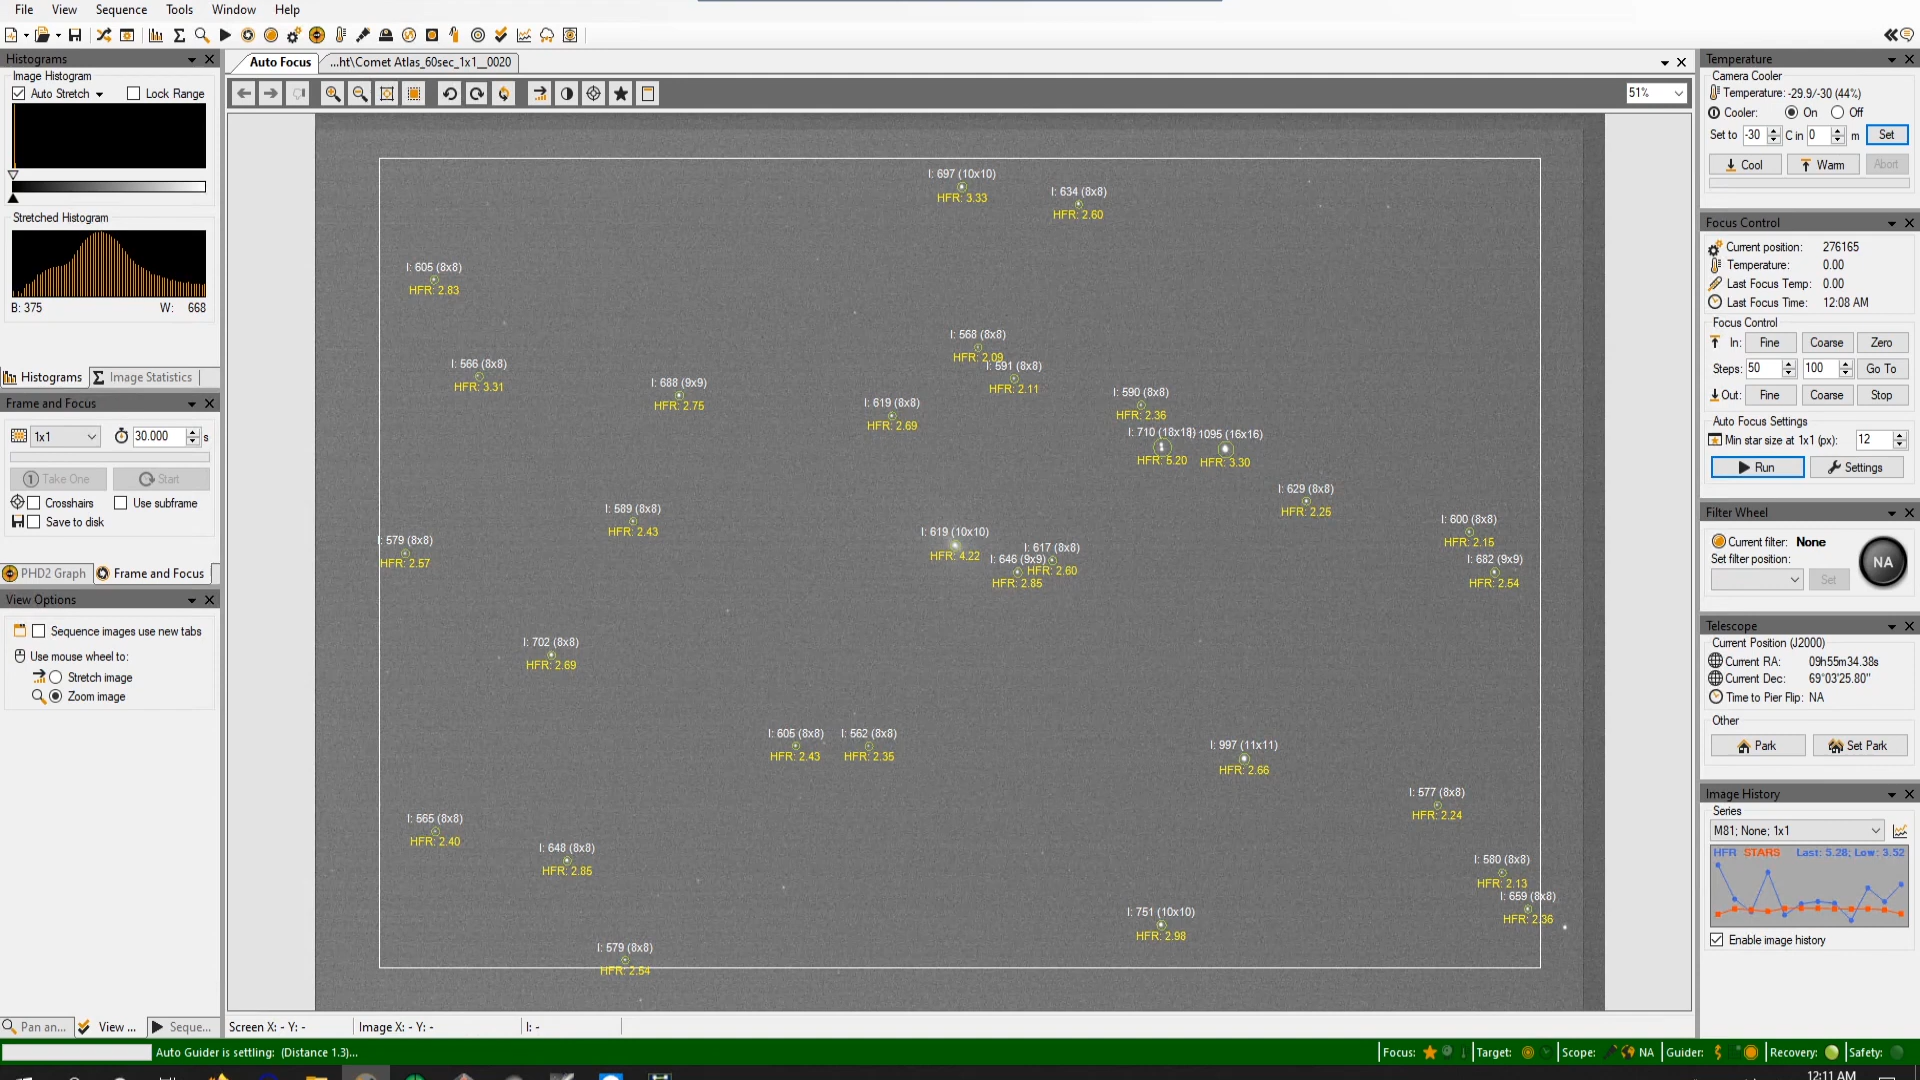 File View Sequence Tools Window Help
Histograms
Image Histogram
Auto Stretch
Lock Range
Stretched Histogram
B: 375 W: 668
Histograms Image Statistics
Frame and Focus
1x1 30.000 s
Take One Start
Crosshairs Use subframe
Save to disk
PHD2 Graph Frame and Focus
View Options
Sequence images use new tabs
Use mouse wheel to:
Stretch image
Zoom image
Pan an... View ... Seque...
Auto Focus ...ht\Comet Atlas_60sec_1x1__0020
51%
I: 697 (10x10)
HFR: 3.33
I: 634 (8x8)
HFR: 2.60
I: 605 (8x8)
HFR: 2.83
I: 568 (8x8)
HFR: 2.09
I: 591 (8x8)
HFR: 2.11
I: 566 (8x8)
HFR: 3.31
I: 688 (9x9)
HFR: 2.75
I: 619 (8x8)
HFR: 2.69
I: 590 (8x8)
HFR: 2.36
I: 710 (18x18)
HFR: 5.20
1095 (16x16)
HFR: 3.30
I: 629 (8x8)
HFR: 2.25
I: 589 (8x8)
HFR: 2.43
I: 600 (8x8)
HFR: 2.15
I: 579 (8x8)
HFR: 2.57
I: 619 (10x10)
HFR: 4.22
I: 617 (8x8)
HFR: 2.60
I: 646 (9x9)
HFR: 2.85
I: 682 (9x9)
HFR: 2.54
I: 702 (8x8)
HFR: 2.69
I: 605 (8x8)
HFR: 2.43
I: 562 (8x8)
HFR: 2.35
I: 997 (11x11)
HFR: 2.66
I: 577 (8x8)
HFR: 2.24
I: 565 (8x8)
HFR: 2.40
I: 648 (8x8)
HFR: 2.85
I: 580 (8x8)
HFR: 2.13
I: 659 (8x8)
HFR: 2.36
I: 751 (10x10)
HFR: 2.98
I: 579 (8x8)
HFR: 2.54
Screen X: - Y: - Image X: - Y: - I: -
Temperature
Camera Cooler
Temperature: -29.9/-30 (44%)
Cooler: On Off
Set to -30 C in 0 m Set
Cool Warm Abort
Focus Control
Current position: 276165
Temperature: 0.00
Last Focus Temp: 0.00
Last Focus Time: 12:08 AM
Focus Control
In: Fine Coarse Zero
Steps: 50 100 Go To
Out: Fine Coarse Stop
Auto Focus Settings
Min star size at 1x1 (px): 12
Run Settings
Filter Wheel
Current filter: None
Set filter position:
Set
NA
Telescope
Current Position (J2000)
Current RA: 09h55m34.38s
Current Dec: 69°03'25.80"
Time to Pier Flip: NA
Other
Park Set Park
Image History
Series
M81; None; 1x1
HFR STARS Last: 5.28; Low: 3.52
Enable image history
Auto Guider is settling: (Distance 1.3)...
Focus: Target: Scope: NA Guider: Recovery: Safety:
12:11 AM